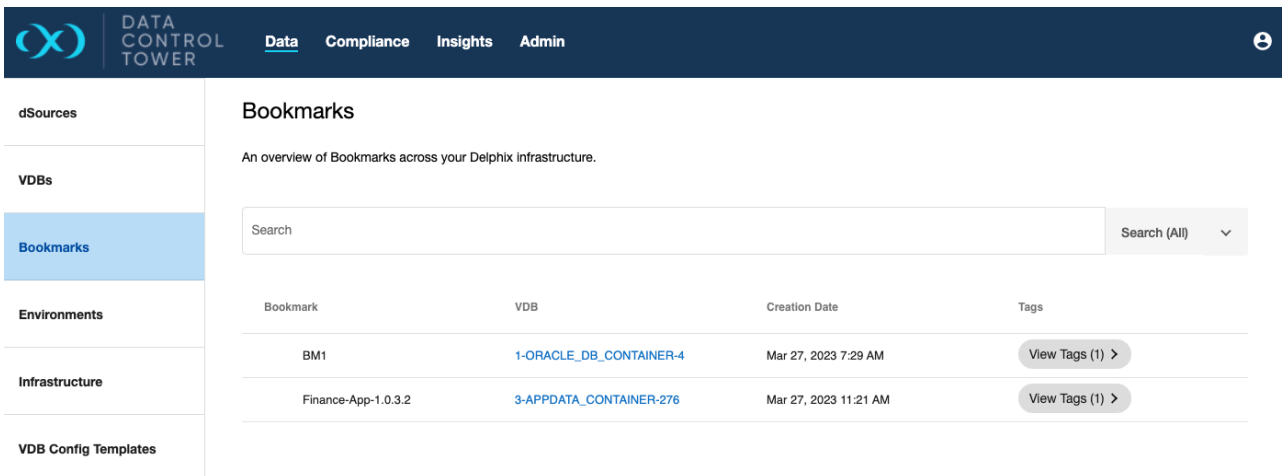 DATA
CONTROL
TOWER
Data Compliance Insights Admin
dSources
VDBs
Bookmarks
Environments
Infrastructure
VDB Config Templates
Bookmarks
An overview of Bookmarks across your Delphix infrastructure.
Search Search (All)
Bookmark VDB Creation Date Tags
BM1 1-ORACLE_DB_CONTAINER-4 Mar 27, 2023 7:29 AM View Tags (1)
Finance-App-1.0.3.2 3-APPDATA_CONTAINER-276 Mar 27, 2023 11:21 AM View Tags (1)